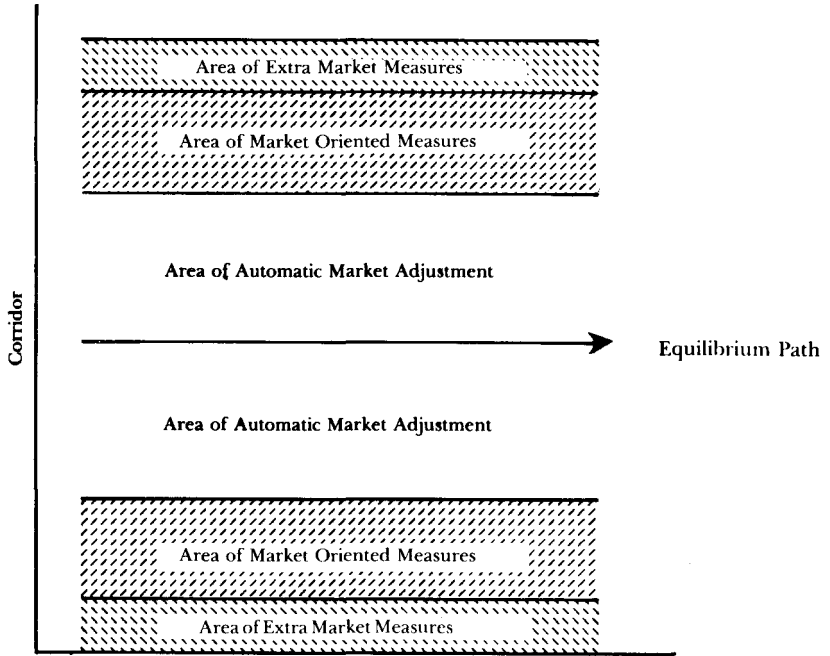 Area of Extra Market Measures
Area of Market Oriented Measures
Area of Automatic Market Adjustment
Corridor
Equilibrium Path
Area of Automatic Market Adjustment
Area of Market Oriented Measures
Area of Extra Market Measures